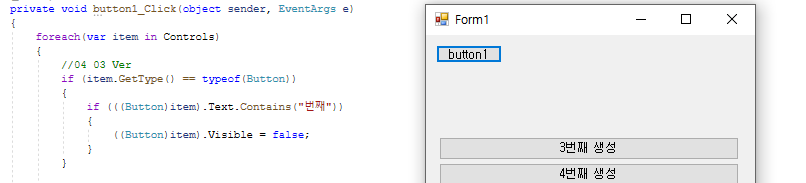 private void button1_Click(object sender, EventArgs e)
{
foreach(var item in Controls)
{
//04 03 Ver
if (item.GetType() == typeof(Button))
{
if (((Button)item).Text.Contains("번째"))
{
((Button)item).Visible = false;
}
}
Form1
button1
3번째 생성
4번째 생성